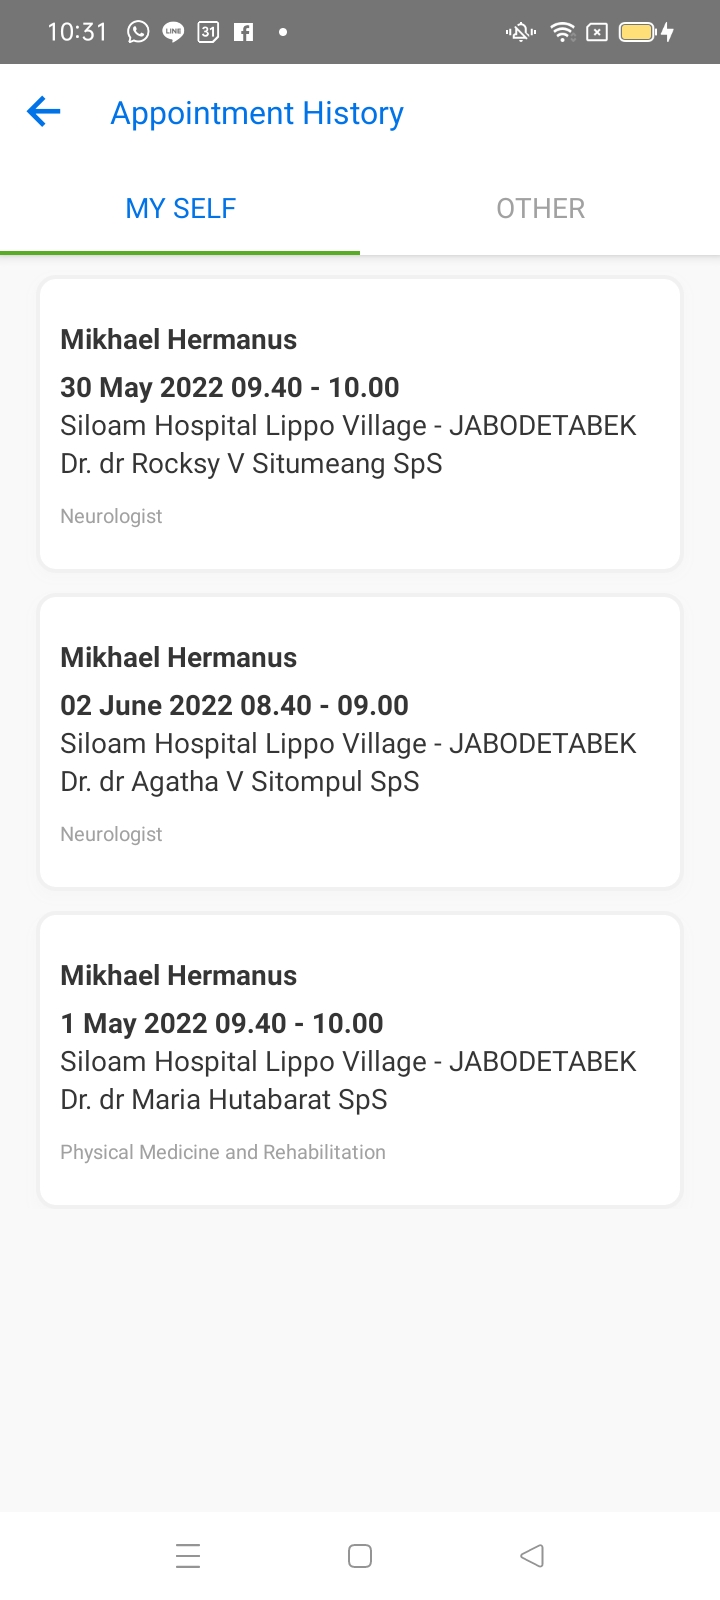 10:31
LINE
31
Appointment History
MY SELF
OTHER
Mikhael Hermanus
30 May 2022 09.40 - 10.00
Siloam Hospital Lippo Village - JABODETABEK
Dr. dr Rocksy V Situmeang SpS
Neurologist
Mikhael Hermanus
02 June 2022 08.40 - 09.00
Siloam Hospital Lippo Village - JABODETABEK
Dr. dr Agatha V Sitompul SpS
Neurologist
Mikhael Hermanus
1 May 2022 09.40 - 10.00
Siloam Hospital Lippo Village - JABODETABEK
Dr. dr Maria Hutabarat SpS
Physical Medicine and Rehabilitation